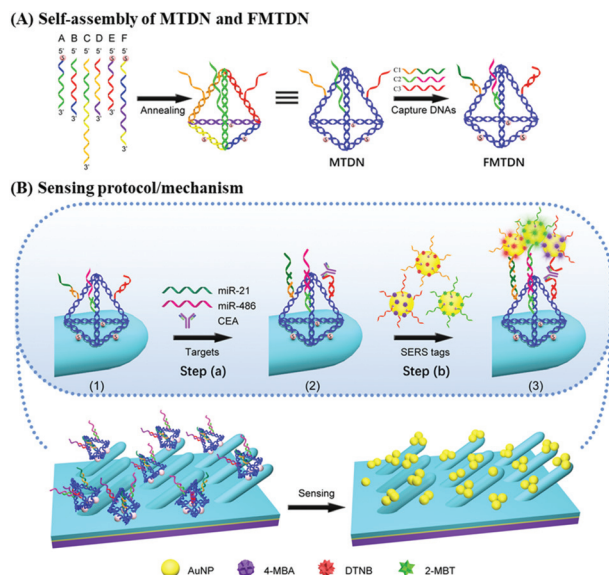 (A) Self-assembly of MTDN and FMTDN
A B C D E F
5' 5' 5' 5' 5' 5'
3' 3' 3' 3' 3' 3'
Annealing
MTDN
C1
C2
C3
Capture DNAs
FMTDN
(B) Sensing protocol/mechanism
miR-21
miR-486
CEA
Targets
Step (a)
SERS tags
Step (b)
(1)
(2)
(3)
Sensing
AuNP
4-MBA
DTNB
2-MBT